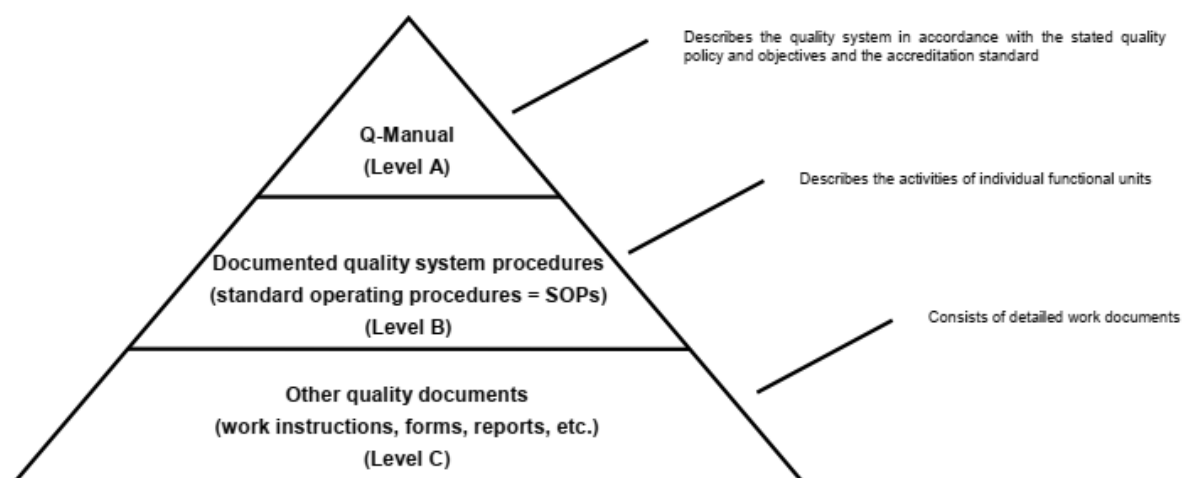 Describes the quality system in accordance with the stated quality
policy and objectives and the accreditation standard
Q-Manual
(Level A)
Describes the activities of individual functional units
Documented quality system procedures
(standard operating procedures = SOPs)
(Level B)
Consists of detailed work documents
Other quality documents
(work instructions, forms, reports, etc.)
(Level C)